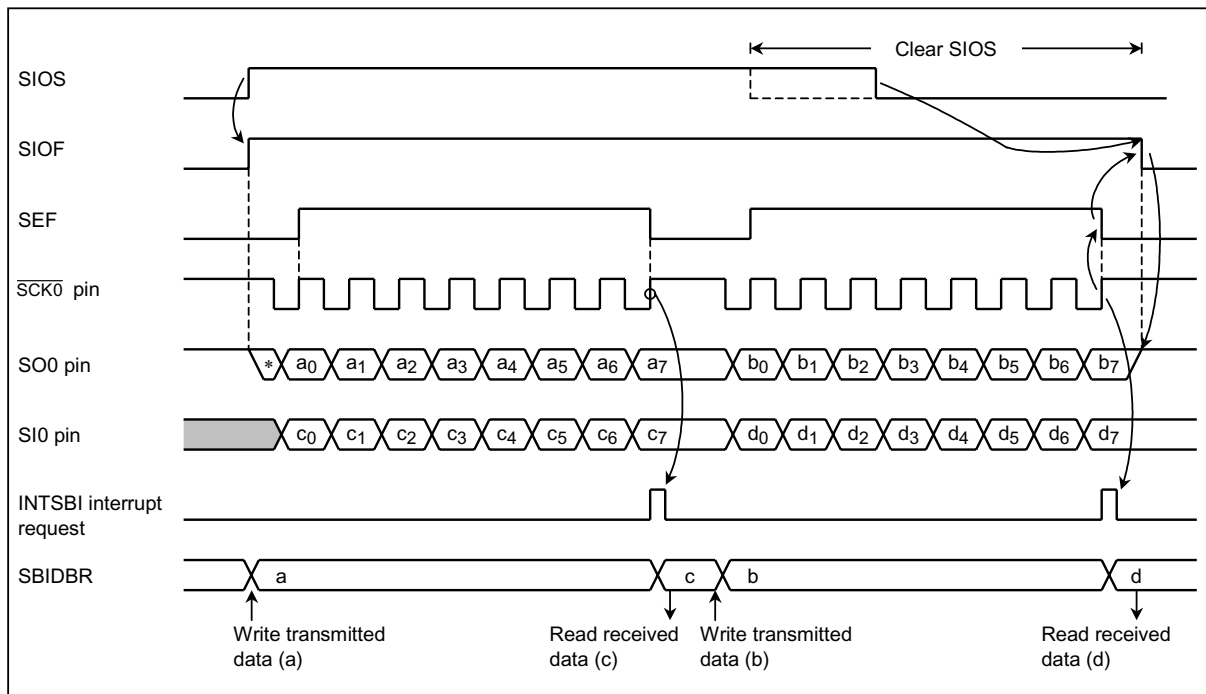 Clear SIOS
SIOS
SIOF
SEF
SCK0 pin
SO0 pin * a0 a1 a2 a3 a4 a5 a6 a7 b0 b1 b2 b3 b4 b5 b6 b7
SI0 pin c0 c1 c2 c3 c4 c5 c6 c7 d0 d1 d2 d3 d4 d5 d6 d7
INTSBI interrupt
request
SBIDBR a c b d
Write transmitted
data (a)
Read received
data (c)
Write transmitted
data (b)
Read received
data (d)